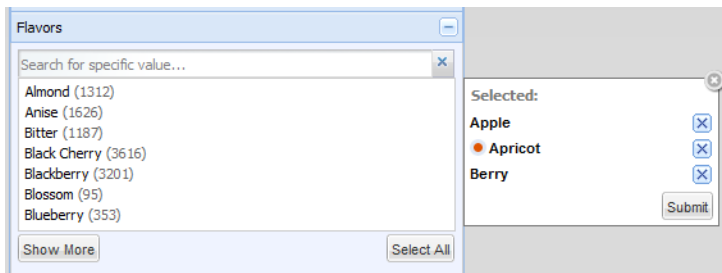 Flavors
Search for specific value...
Almond (1312)
Anise (1626)
Bitter (1187)
Black Cherry (3616)
Blackberry (3201)
Blossom (95)
Blueberry (353)
Show More
Select All
Selected:
Apple
Apricot
Berry
Submit